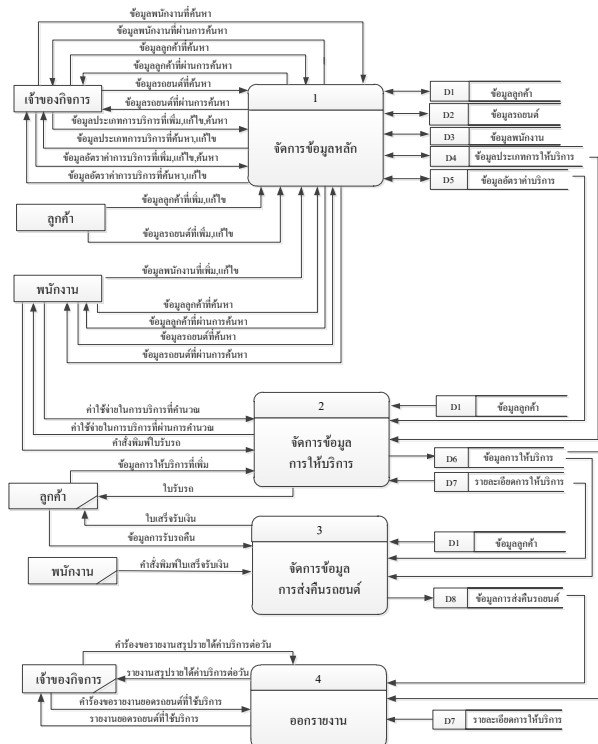 ข้อมูลพนักงานที่ค้นหา
ข้อมูลพนักงานที่ผ่านการค้นหา
ข้อมูลลูกค้าที่ค้นหา
ข้อมูลลูกค้าที่ผ่านการค้นหา
ข้อมูลรถยนต์ที่ค้นหา
ข้อมูลรถยนต์ที่ผ่านการค้นหา
ข้อมูลประเภทการบริการที่เพิ่ม,แก้ไข,ค้นหา
ข้อมูลประเภทการบริการที่ค้นหา,แก้ไข
ข้อมูลอัตราค่าการบริการที่เพิ่ม,แก้ไข,ค้นหา
ข้อมูลอัตราค่าการบริการที่ค้นหา,แก้ไข
เจ้าของกิจการ
1
จัดการข้อมูลหลัก
D1 ข้อมูลลูกค้า
D2 ข้อมูลรถยนต์
D3 ข้อมูลพนักงาน
D4 ข้อมูลประเภทการให้บริการ
D5 ข้อมูลอัตราค่าบริการ
ลูกค้า
ข้อมูลลูกค้าที่เพิ่ม,แก้ไข
ข้อมูลรถยนต์ที่เพิ่ม,แก้ไข
พนักงาน
ข้อมูลพนักงานที่เพิ่ม,แก้ไข
ข้อมูลลูกค้าที่ค้นหา
ข้อมูลลูกค้าที่ผ่านการค้นหา
ข้อมูลรถยนต์ที่ค้นหา
ข้อมูลรถยนต์ที่ผ่านการค้นหา
ค่าใช้จ่ายในการบริการที่คำนวณ
ค่าใช้จ่ายในการบริการที่ผ่านการคำนวณ
คำสั่งพิมพ์ใบรับรถ
ข้อมูลการให้บริการที่เพิ่ม
2
จัดการข้อมูล
การให้บริการ
D1 ข้อมูลลูกค้า
D6 ข้อมูลการให้บริการ
D7 รายละเอียดการให้บริการ
ลูกค้า
ใบรับรถ
ใบเสร็จรับเงิน
ข้อมูลการรับรถคืน
พนักงาน
คำสั่งพิมพ์ใบเสร็จรับเงิน
3
จัดการข้อมูล
การส่งคืนรถยนต์
D1 ข้อมูลลูกค้า
D8 ข้อมูลการส่งคืนรถยนต์
คำร้องขอรายงานสรุปรายได้ค่าบริการต่อวัน
รายงานสรุปรายได้ค่าบริการต่อวัน
เจ้าของกิจการ
คำร้องขอรายงานยอดรถยนต์ที่ใช้บริการ
รายงานยอดรถยนต์ที่ใช้บริการ
4
ออกรายงาน
D7 รายละเอียดการให้บริการ